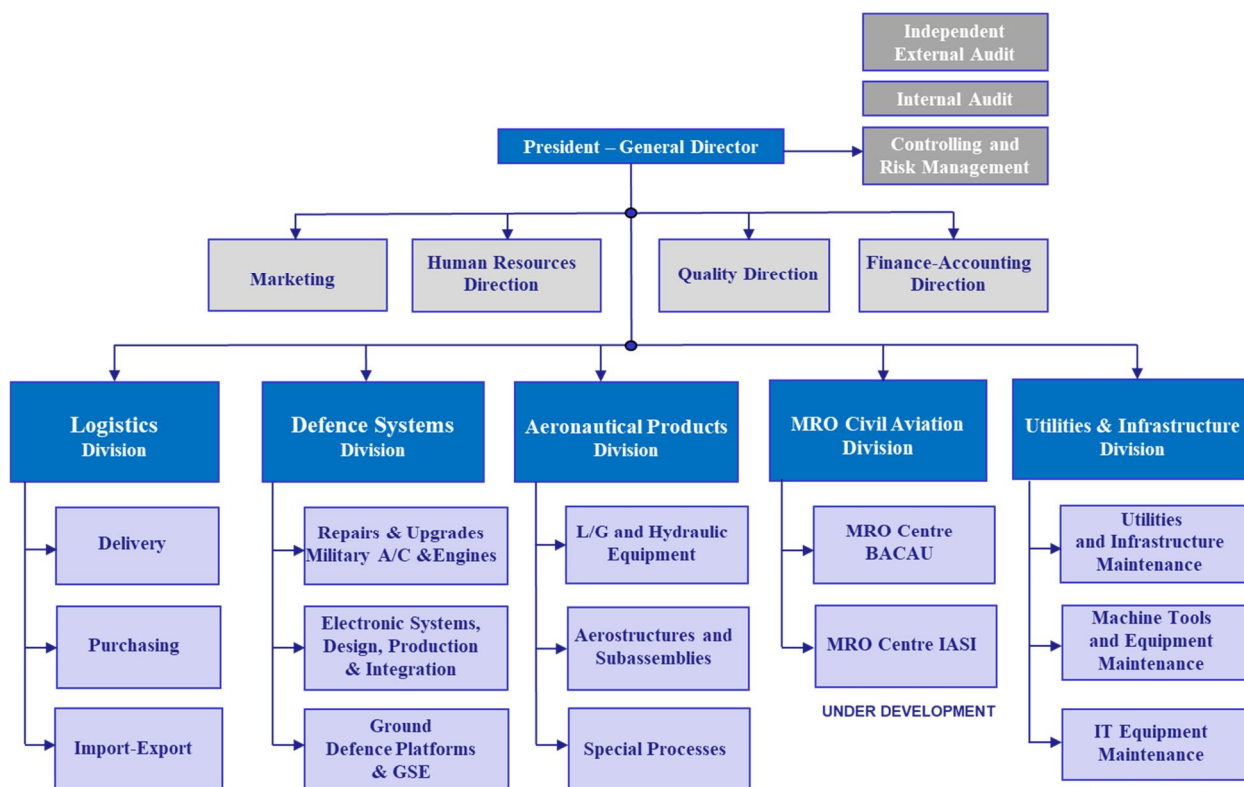 Independent
External Audit
Internal Audit
President – General Director
Controlling and
Risk Management
Marketing
Human Resources
Direction
Quality Direction
Finance-Accounting
Direction
Logistics
Division
Defence Systems
Division
Aeronautical Products
Division
MRO Civil Aviation
Division
Utilities & Infrastructure
Division
Delivery
Purchasing
Import-Export
Repairs & Upgrades
Military A/C &Engines
Electronic Systems,
Design, Production
& Integration
Ground
Defence Platforms
& GSE
L/G and Hydraulic
Equipment
Aerostructures and
Subassemblies
Special Processes
MRO Centre
BACAU
MRO Centre IASI
UNDER DEVELOPMENT
Utilities
and Infrastructure
Maintenance
Machine Tools
and Equipment
Maintenance
IT Equipment
Maintenance